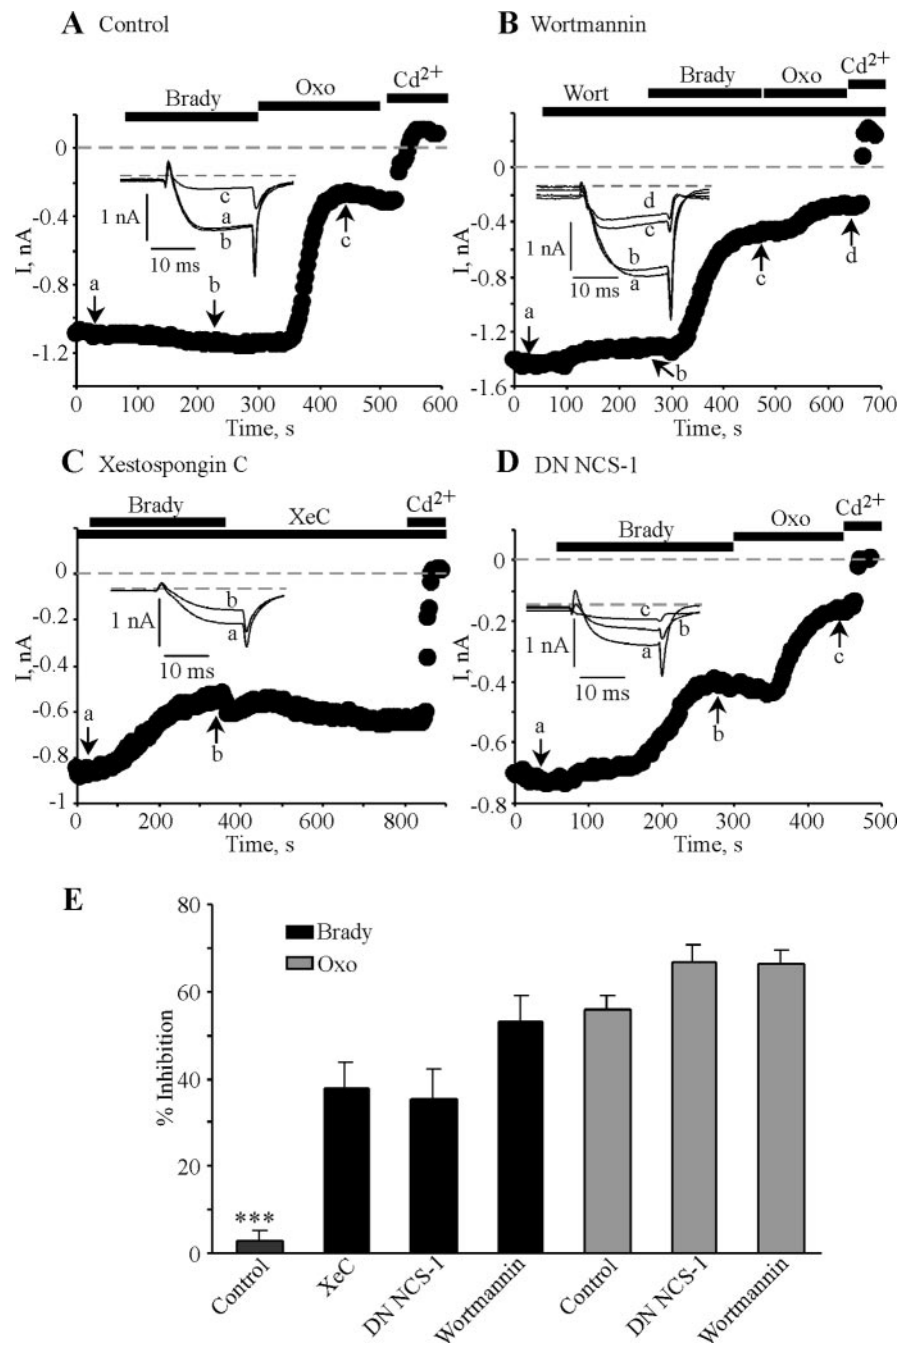 A Control
Brady
Oxo
Cd2+
0
-0.4
-0.8
-1.2
I, nA
1 nA
10 ms
c
a
b
a
b
c
0 100 200 300 400 500 600
Time, s
B Wortmannin
Wort
Brady
Oxo
Cd2+
0
-0.4
-0.8
-1.2
-1.6
I, nA
1 nA
10 ms
d
c
b
a
a
b
c
d
0 100 200 300 400 500 600 700
Time, s
C Xestospongin C
Brady
XeC
Cd2+
0
-0.2
-0.4
-0.6
-0.8
-1
I, nA
1 nA
10 ms
b
a
a
b
0 200 400 600 800
Time, s
D DN NCS-1
Brady
Oxo
Cd2+
0
-0.2
-0.4
-0.6
-0.8
I, nA
1 nA
10 ms
c
b
a
a
b
c
0 100 200 300 400 500
Time, s
E
80
60
40
20
0
% Inhibition
Brady
Oxo
***
Control
XeC
DN NCS-1
Wortmannin
Control
DN NCS-1
Wortmannin